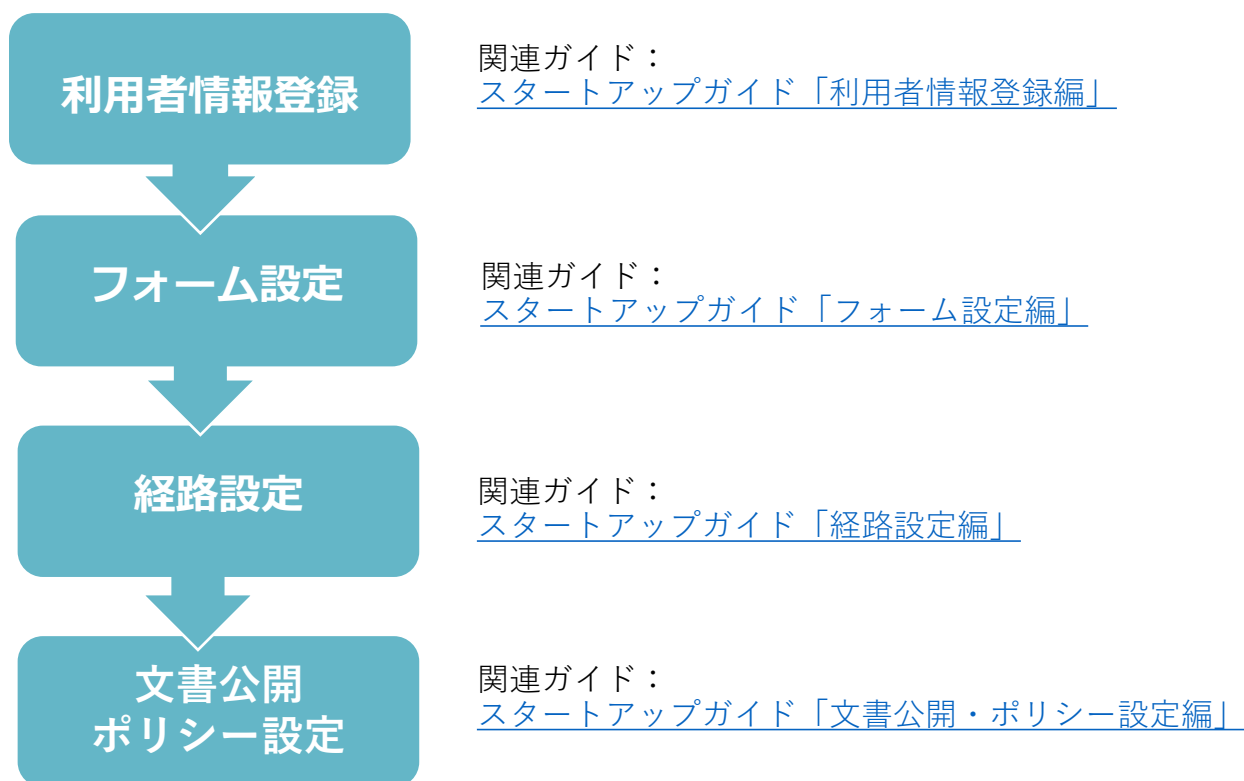 利用者情報登録
関連ガイド：
スタートアップガイド「利用者情報登録編」
フォーム設定
関連ガイド：
スタートアップガイド「フォーム設定編」
経路設定
関連ガイド：
スタートアップガイド「経路設定編」
文書公開
ポリシー設定
関連ガイド：
スタートアップガイド「文書公開・ポリシー設定編」